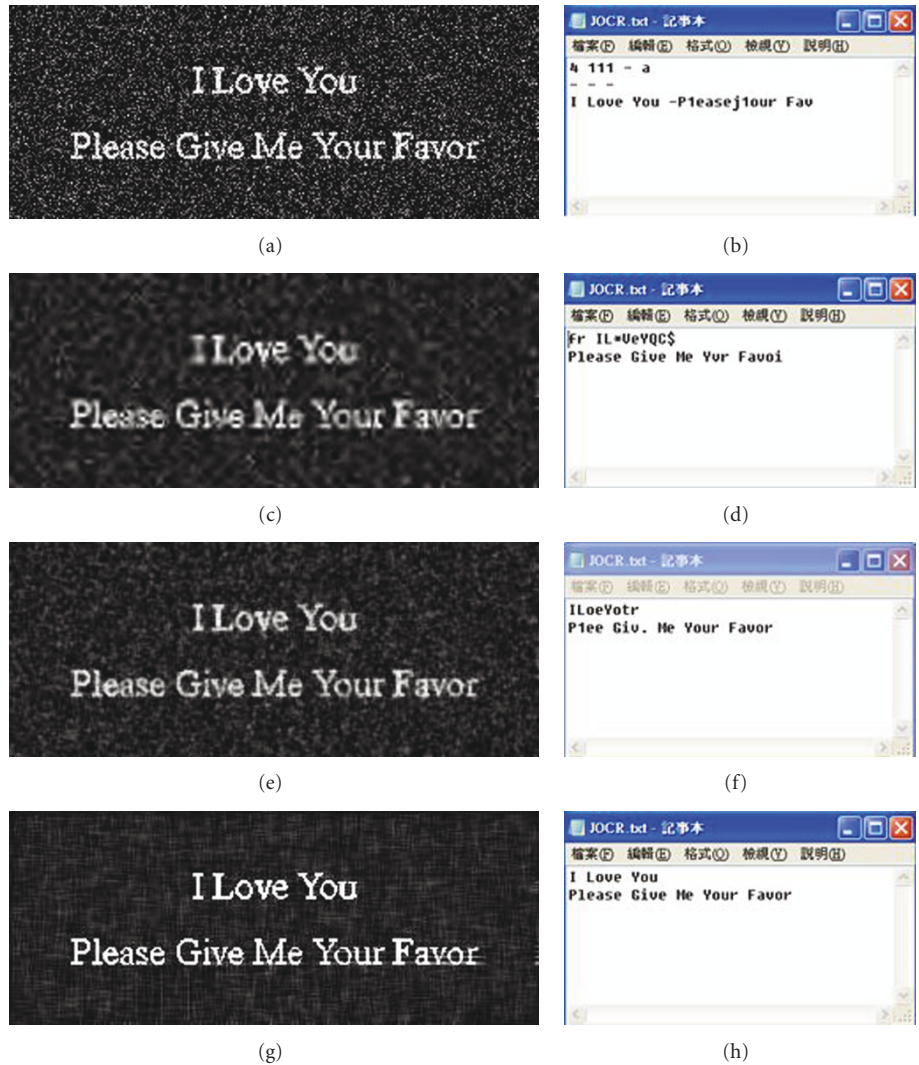 I Love You
Please Give Me Your Favor
(a)
JOCR.txt - 記事本
檔案(F) 編輯(E) 格式(O) 檢視(V) 說明(H)
4 111 - a
- - -
I Love You -P1easej1our Fav
(b)
I Love You
Please Give Me Your Favor
(c)
JOCR.txt - 記事本
檔案(F) 編輯(E) 格式(O) 檢視(V) 說明(H)
fr IL*VeYQC$
Please Give Me Yvr Favoi
(d)
I Love You
Please Give Me Your Favor
(e)
JOCR.txt - 記事本
檔案(F) 編輯(E) 格式(O) 檢視(V) 說明(H)
ILoeYotr
P1ee Giv. Me Your Favor
(f)
I Love You
Please Give Me Your Favor
(g)
JOCR.txt - 記事本
檔案(F) 編輯(E) 格式(O) 檢視(V) 說明(H)
I Love You
Please Give Me Your Favor
(h)